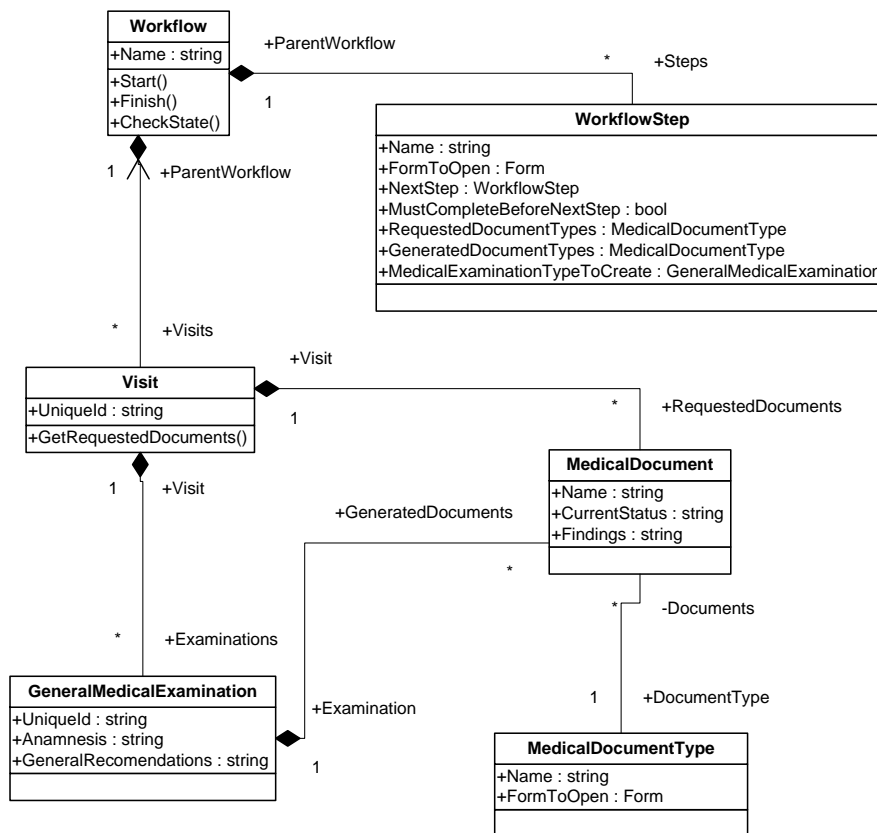 Workflow
+Name : string
+Start()
+Finish()
+CheckState()
+ParentWorkflow
1
*
+Steps
WorkflowStep
+Name : string
+FormToOpen : Form
+NextStep : WorkflowStep
+MustCompleteBeforeNextStep : bool
+RequestedDocumentTypes : MedicalDocumentType
+GeneratedDocumentTypes : MedicalDocumentType
+MedicalExaminationTypeToCreate : GeneralMedicalExamination
1
+ParentWorkflow
*
+Visits
Visit
+UniqueId : string
+GetRequestedDocuments()
+Visit
1
*
+RequestedDocuments
MedicalDocument
+Name : string
+CurrentStatus : string
+Findings : string
1
+Visit
+GeneratedDocuments
*
*
-Documents
*
+Examinations
GeneralMedicalExamination
+UniqueId : string
+Anamnesis : string
+GeneralRecomendations : string
+Examination
1
1
+DocumentType
MedicalDocumentType
+Name : string
+FormToOpen : Form